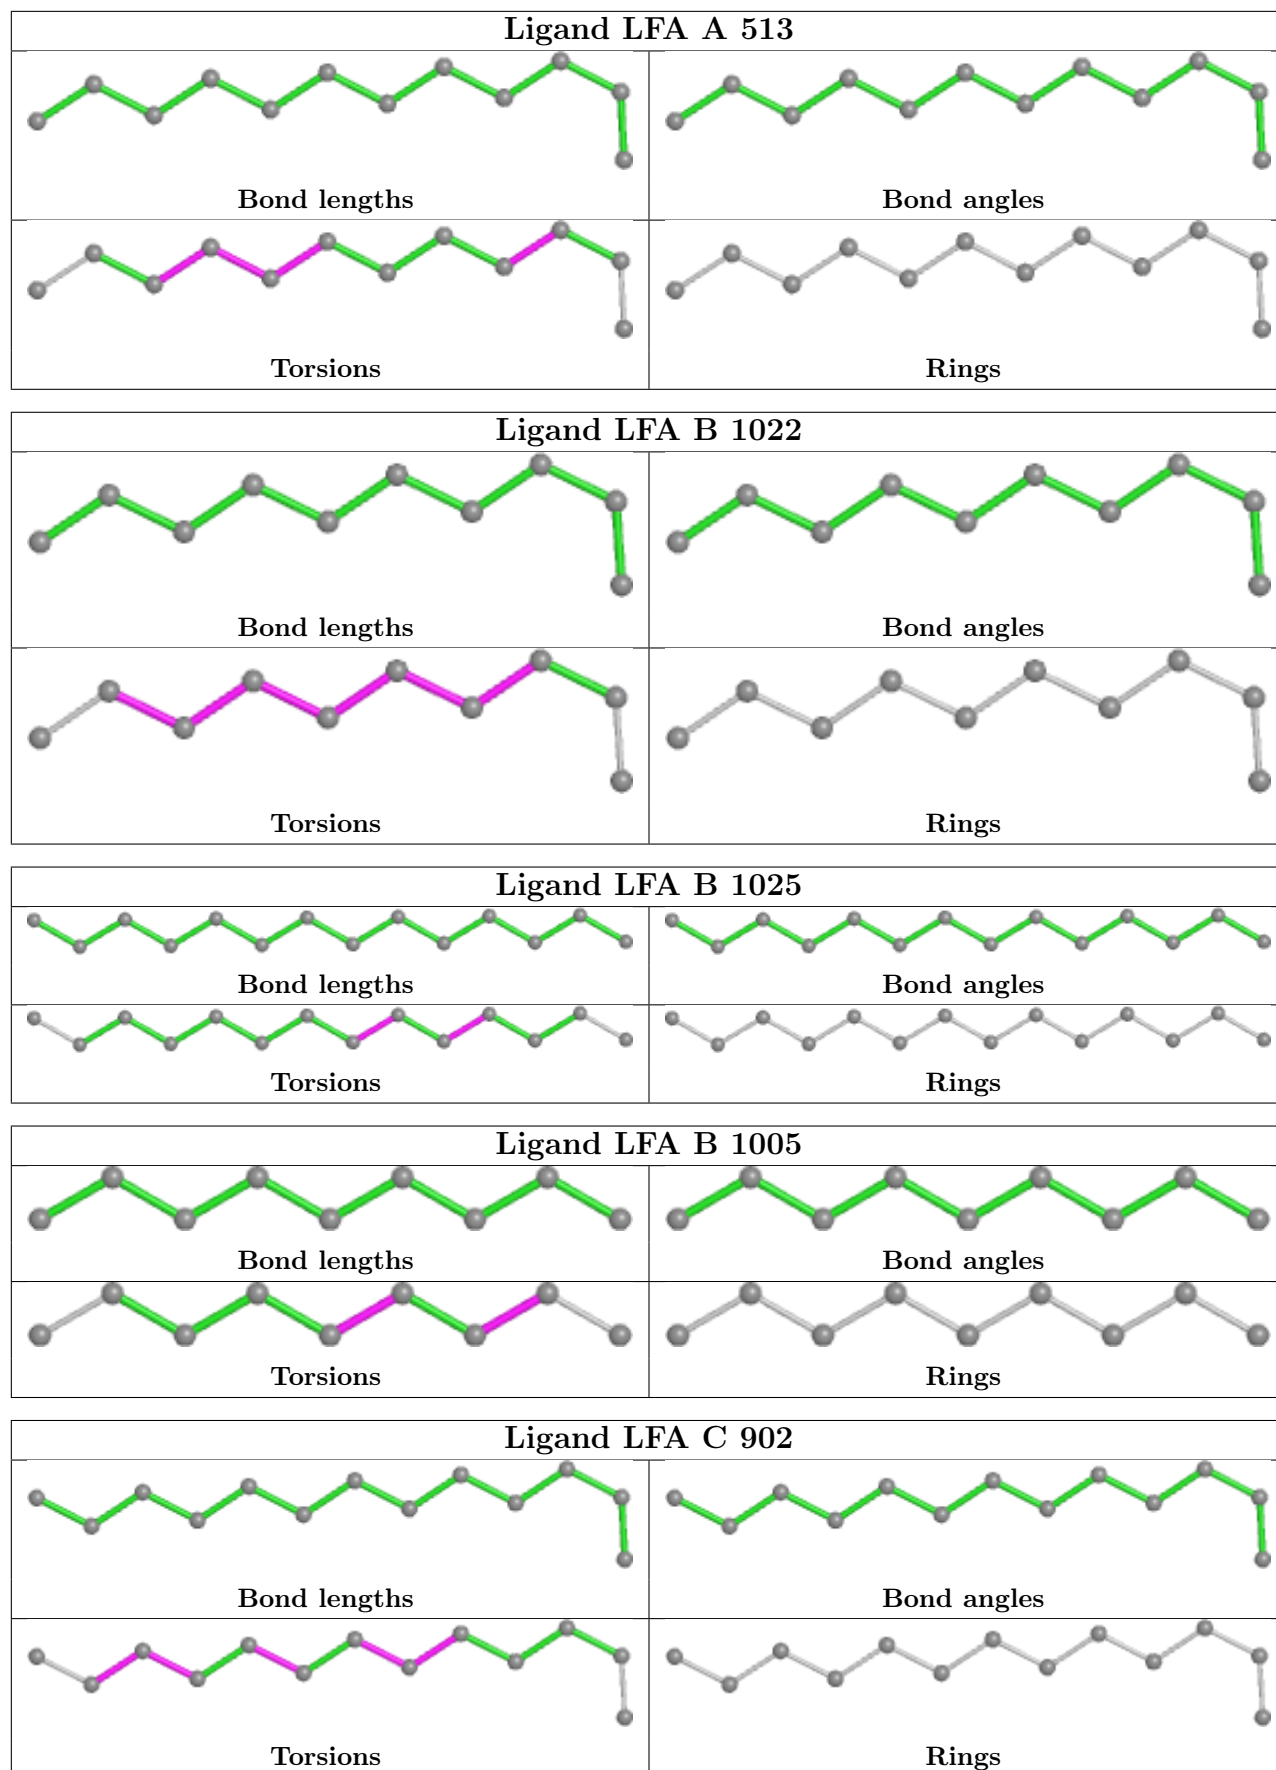 Ligand LFA A 513
Bond lengths
Bond angles
Torsions
Rings
Ligand LFA B 1022
Bond lengths
Bond angles
Torsions
Rings
Ligand LFA B 1025
Bond lengths
Bond angles
Torsions
Rings
Ligand LFA B 1005
Bond lengths
Bond angles
Torsions
Rings
Ligand LFA C 902
Bond lengths
Bond angles
Torsions
Rings